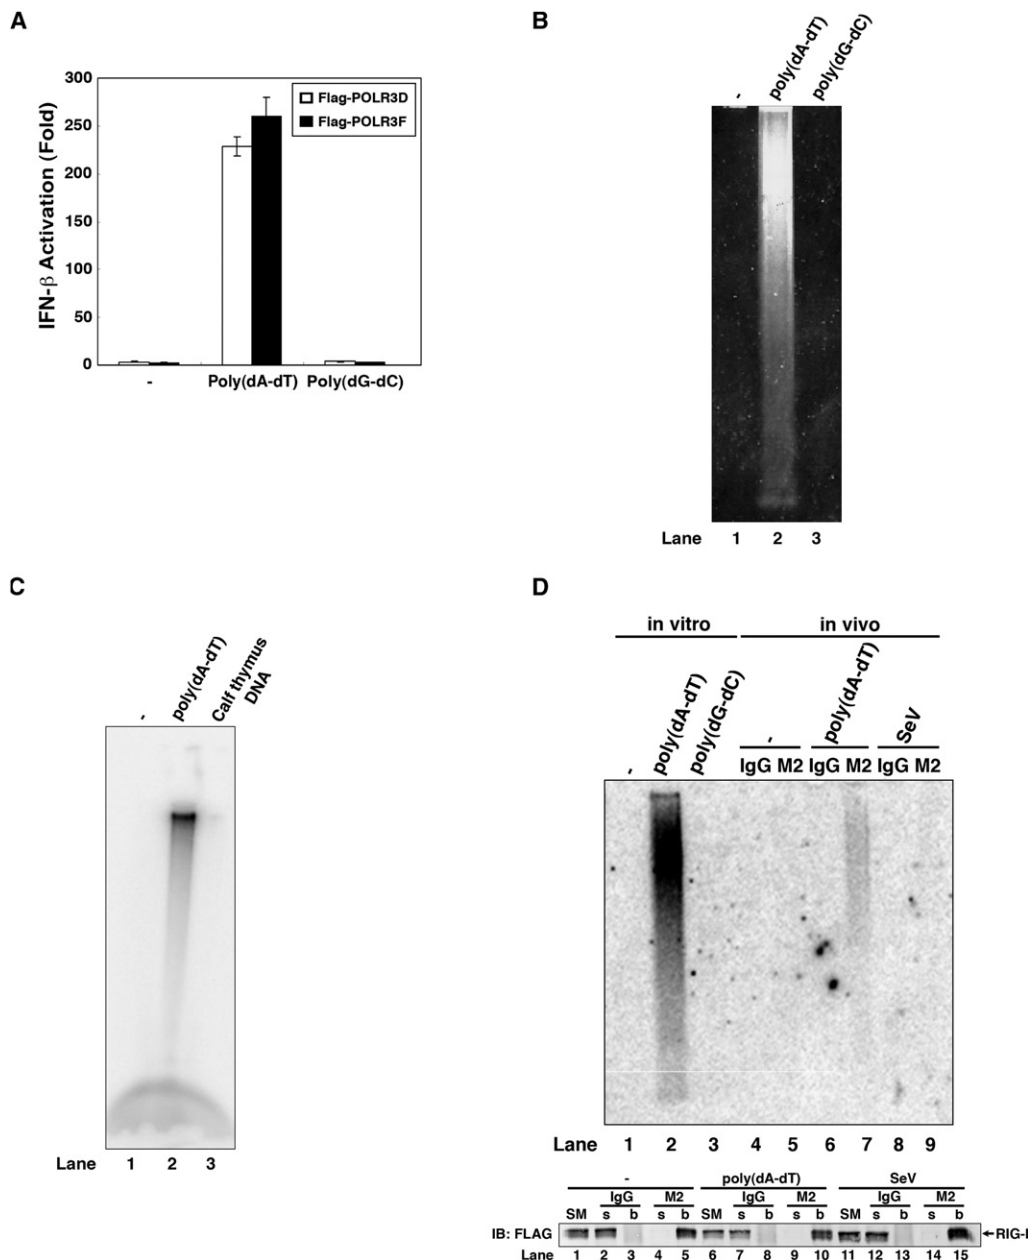 A
300
250
200
150
100
50
0
IFN-β Activation (Fold)
Flag-POLR3D
Flag-POLR3F
- Poly(dA-dT) Poly(dG-dC)
B
- poly(dA-dT) poly(dG-dC)
Lane 1 2 3
C
- poly(dA-dT) Calf thymus DNA
Lane 1 2 3
D
in vitro in vivo
- poly(dA-dT) poly(dG-dC) - poly(dA-dT) SeV
IgG M2 IgG M2 IgG M2
Lane 1 2 3 4 5 6 7 8 9
- poly(dA-dT) SeV
IgG M2 IgG M2 IgG M2
SM s b s b SM s b s b SM s b s b
IB: FLAG ←RIG-I
Lane 1 2 3 4 5 6 7 8 9 10 11 12 13 14 15